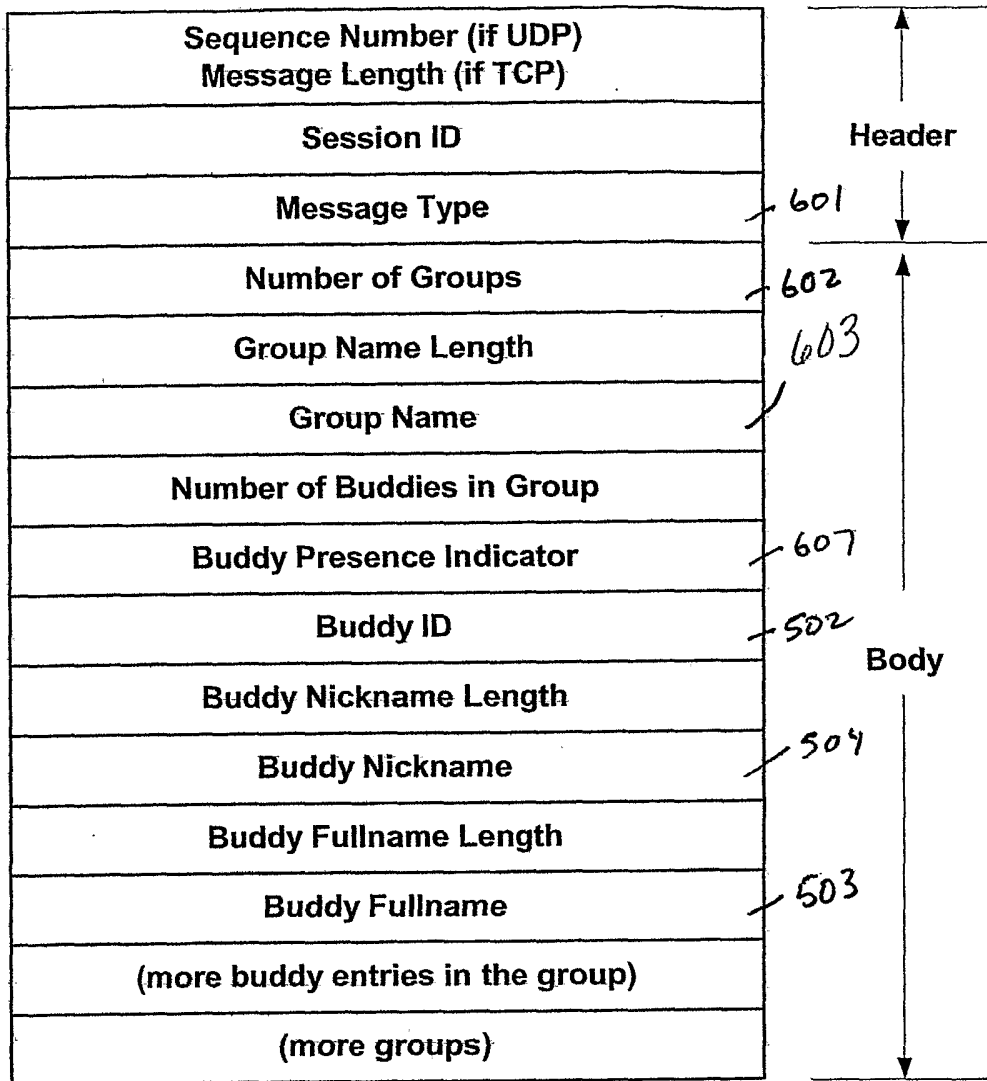 Sequence Number (if UDP)
Message Length (if TCP)
Session ID
Header
Message Type
601
Number of Groups
602
Group Name Length
603
Group Name
Number of Buddies in Group
Buddy Presence Indicator
607
Buddy ID
502
Body
Buddy Nickname Length
Buddy Nickname
504
Buddy Fullname Length
Buddy Fullname
503
(more buddy entries in the group)
(more groups)